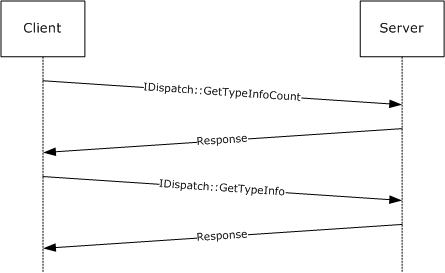 Client
Server
IDispatch::GetTypeInfoCount
Response
IDispatch::GetTypeInfo
Response